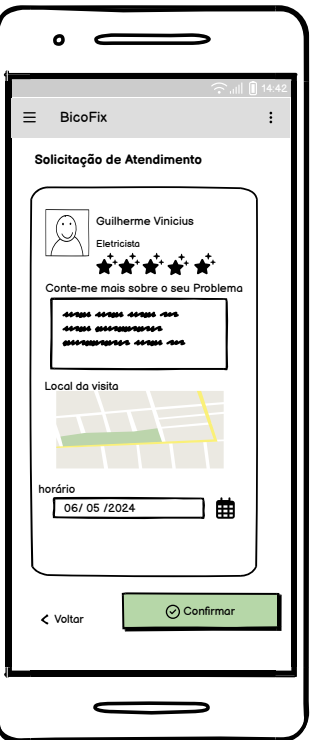 14:42
BicoFix
Solicitação de Atendimento
Guilherme Vinicius
Eletricista
Conte-me mais sobre o seu Problema
Local da visita
horário
06/ 05 /2024
Voltar
Confirmar